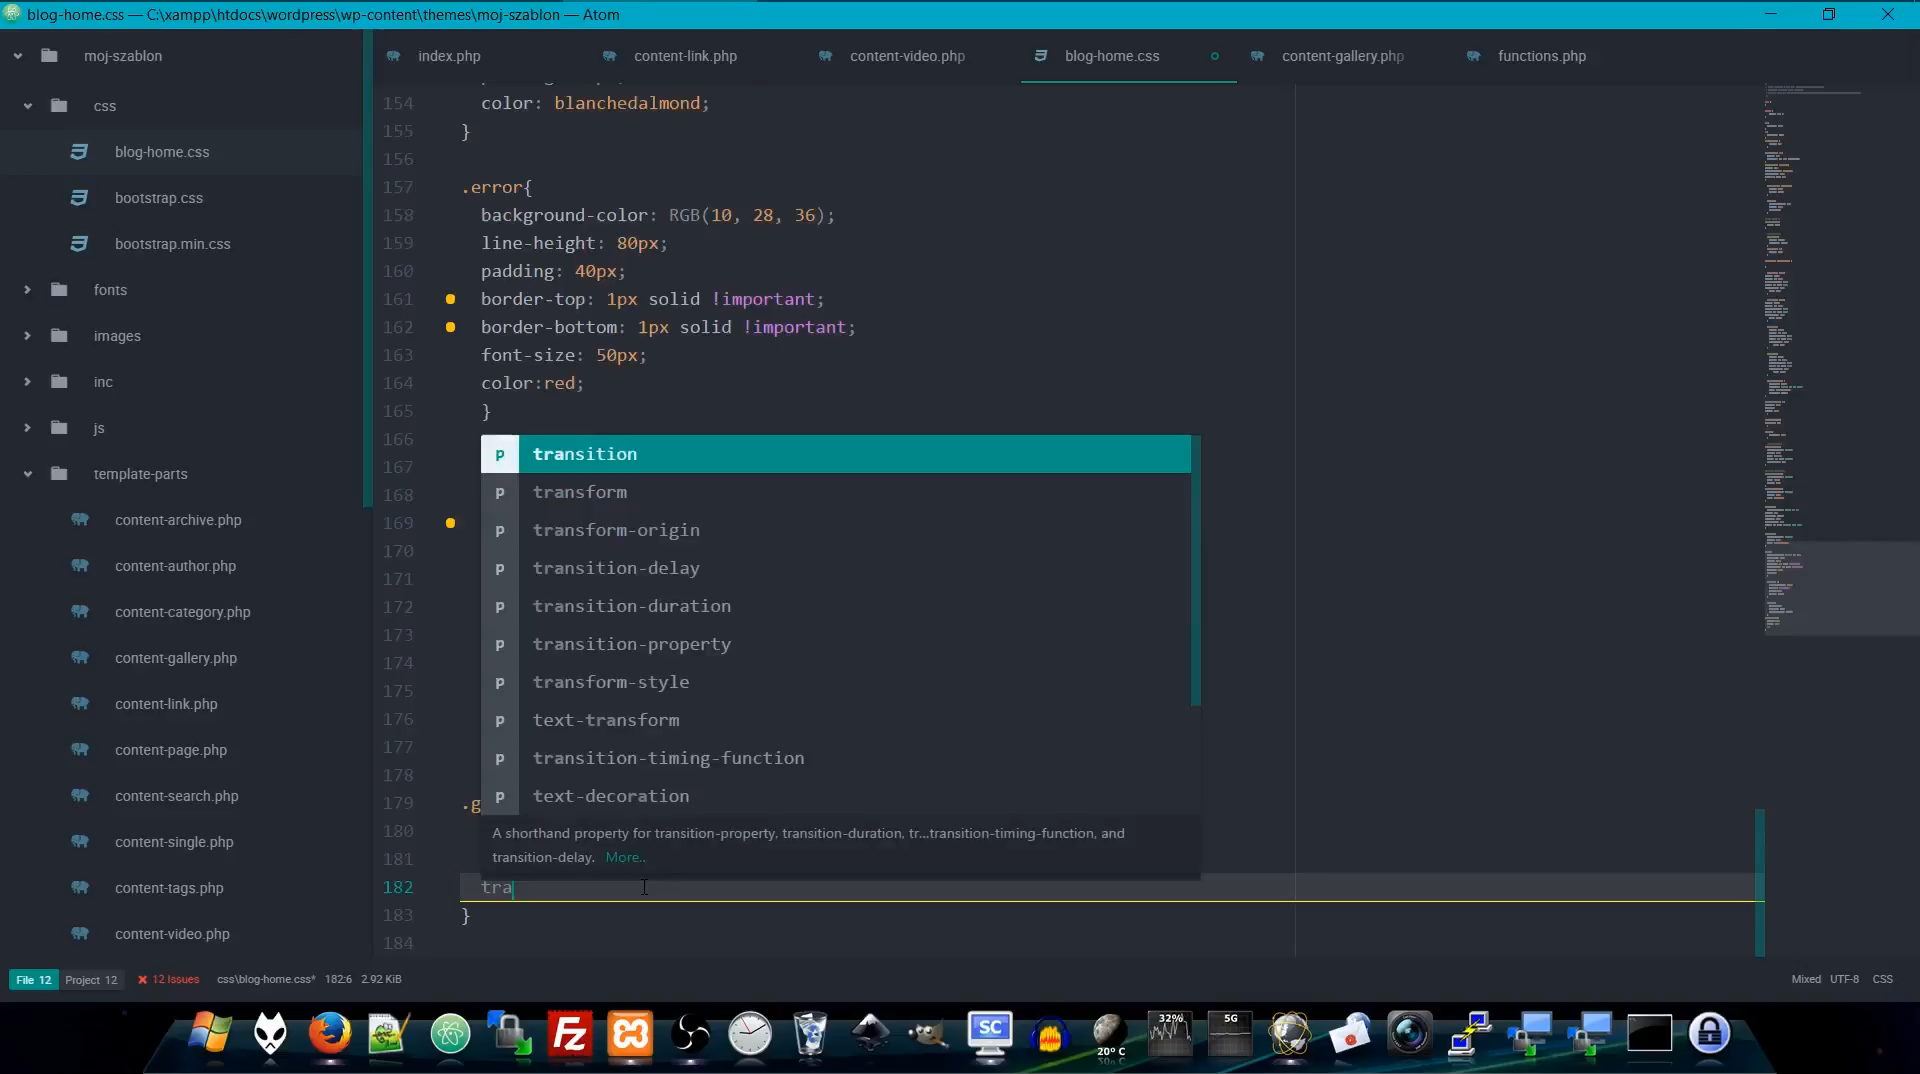 blog-home.css — C:\xampp\htdocs\wordpress\wp-content\themes\moj-szablon — Atom
moj-szablon
css
blog-home.css
bootstrap.css
bootstrap.min.css
fonts
images
inc
js
template-parts
content-archive.php
content-author.php
content-category.php
content-gallery.php
content-link.php
content-page.php
content-search.php
content-single.php
content-tags.php
content-video.php
index.php content-link.php content-video.php blog-home.css content-gallery.php functions.php
154 color: blanchedalmond;
155 }
156
157 .error{
158 background-color: RGB(10, 28, 36);
159 line-height: 80px;
160 padding: 40px;
161 border-top: 1px solid !important;
162 border-bottom: 1px solid !important;
163 font-size: 50px;
164 color:red;
165 }
166
167
168
169
170
171
172
173
174
175
176
177
178
179 .g
180
181
182 tra
183 }
184
p transition
p transform
p transform-origin
p transition-delay
p transition-duration
p transition-property
p transform-style
p text-transform
p transition-timing-function
p text-decoration
A shorthand property for transition-property, transition-duration, tr...transition-timing-function, and
transition-delay. More..
File 12 Project 12 12 Issues css\blog-home.css* 182:6 2.92 KiB Mixed UTF-8 CSS
Fz
SC
20° C
32%
5G